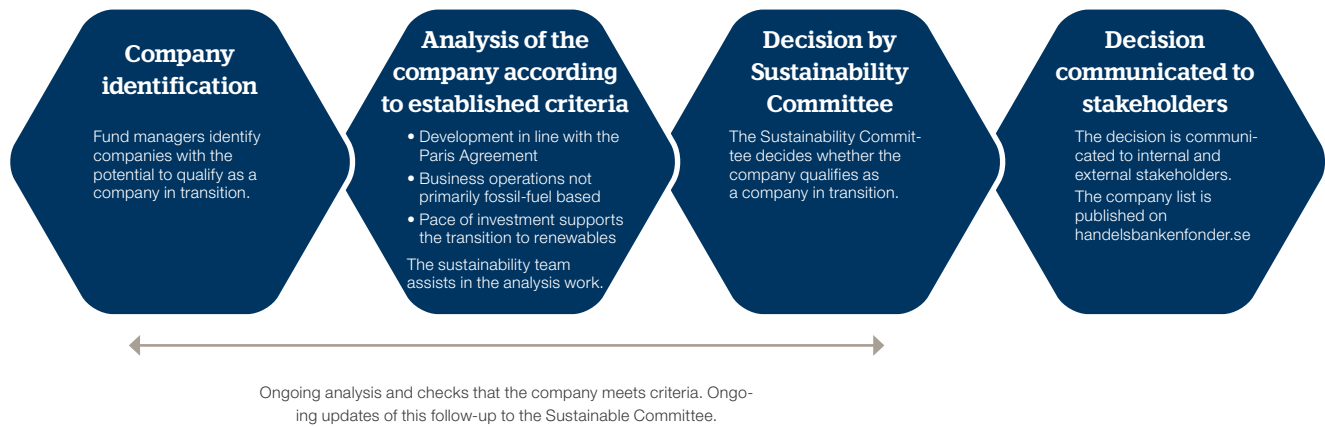 Company
identification
Fund managers identify
companies with the
potential to qualify as a
company in transition.
Analysis of the
company according
to established criteria
• Development in line with the
Paris Agreement
• Business operations not
primarily fossil-fuel based
• Pace of investment supports
the transition to renewables
The sustainability team
assists in the analysis work.
Decision by
Sustainability
Committee
The Sustainability Commit-
tee decides whether the
company qualifies as
a company in transition.
Decision
communicated to
stakeholders
The decision is communi-
cated to internal and
external stakeholders.
The company list is
published on
handelsbankenfonder.se
Ongoing analysis and checks that the company meets criteria. Ongo-
ing updates of this follow-up to the Sustainable Committee.